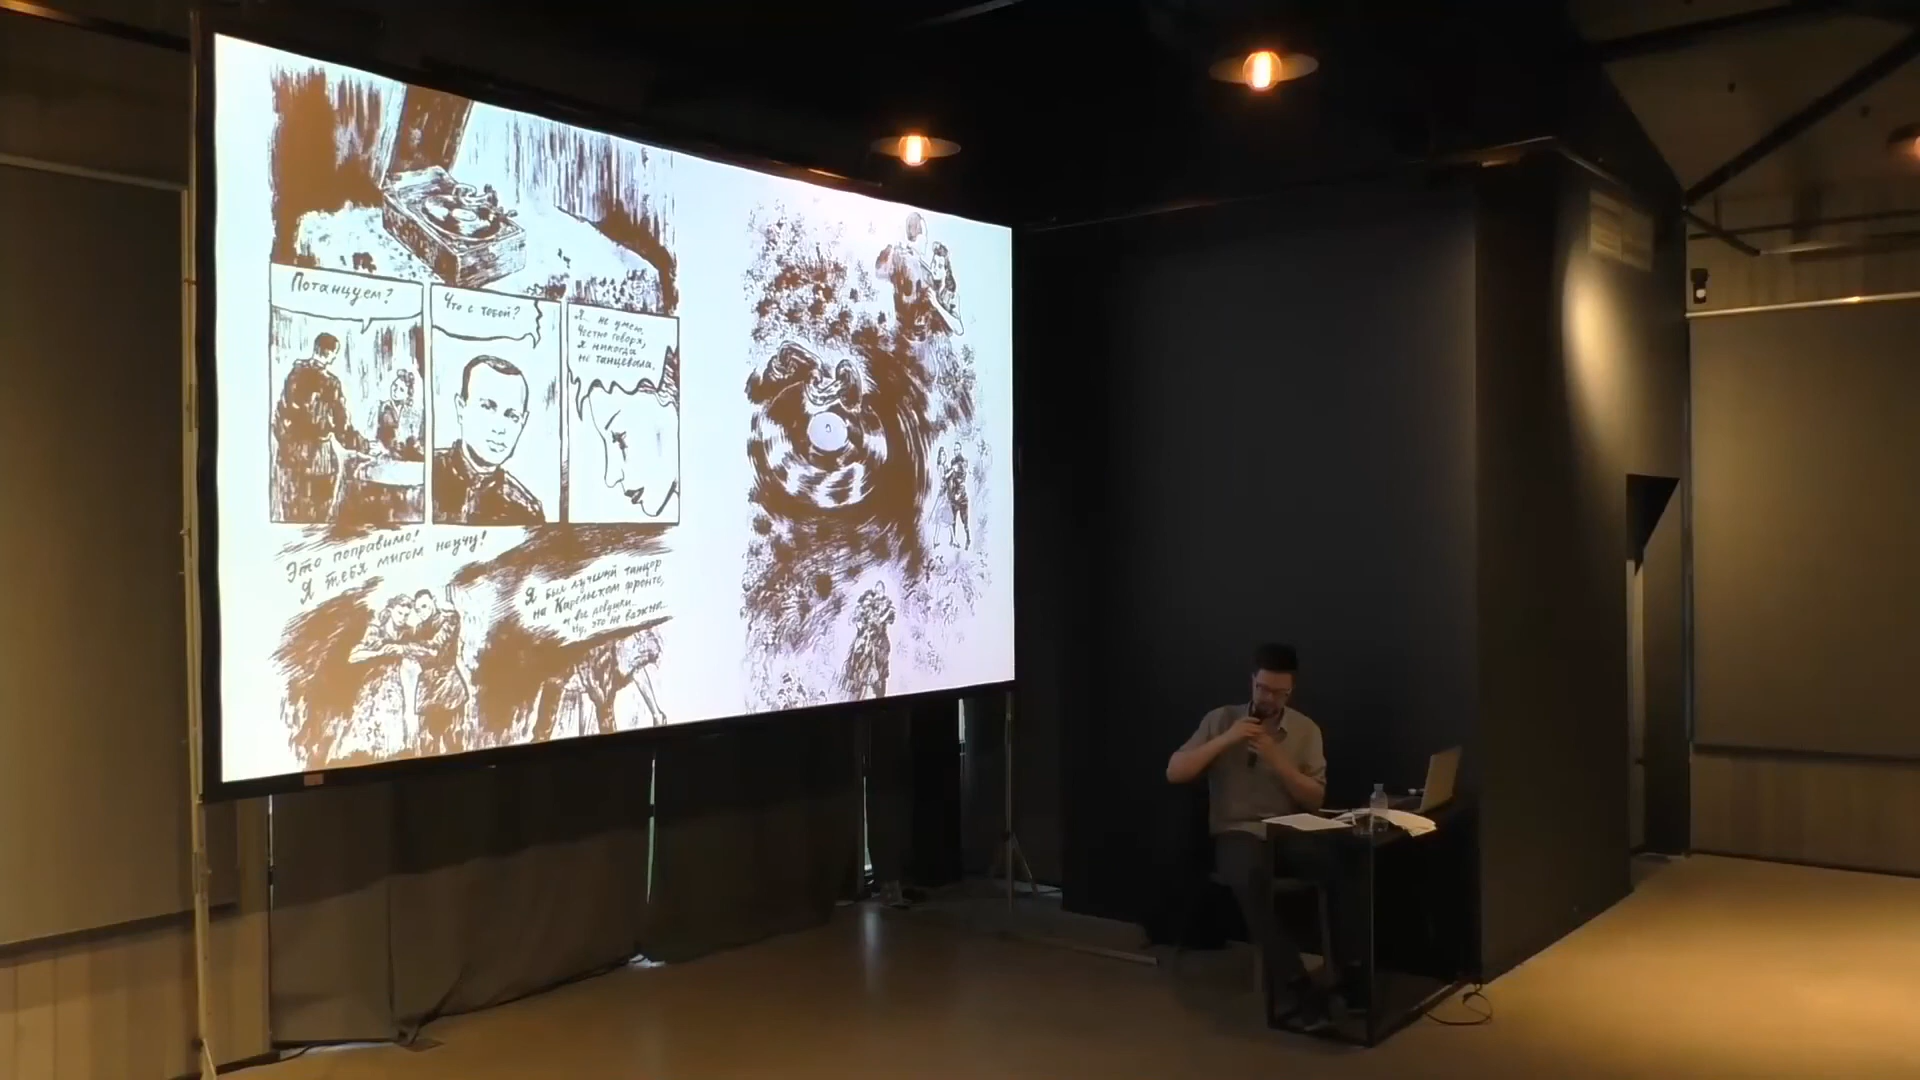 Потанцуем?
Что с тобой?
Я... не умею.
Честно говоря,
я никогда
не танцевала.
Это поправимо!
Я тебя мигом научу!
Я был лучший танцор
на Карельском фронте,
и все девушки...
Ну, это не важно...